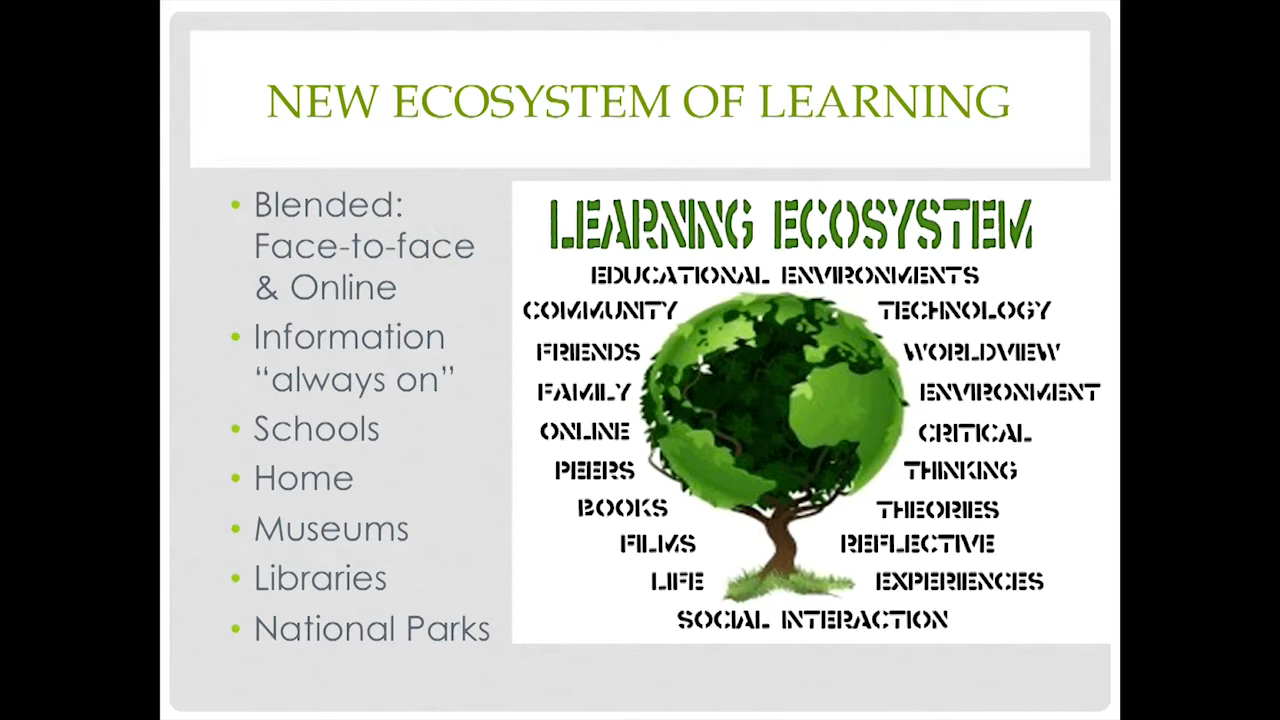 NEW ECOSYSTEM OF LEARNING
• Blended:
Face-to-face
& Online
• Information
“always on”
• Schools
• Home
• Museums
• Libraries
• National Parks
LEARNING ECOSYSTEM
EDUCATIONAL ENVIRONMENTS
COMMUNITY
FRIENDS
FAMILY
ONLINE
PEERS
BOOKS
FILMS
LIFE
TECHNOLOGY
WORLDVIEW
ENVIRONMENT
CRITICAL
THINKING
THEORIES
REFLECTIVE
EXPERIENCES
SOCIAL INTERACTION